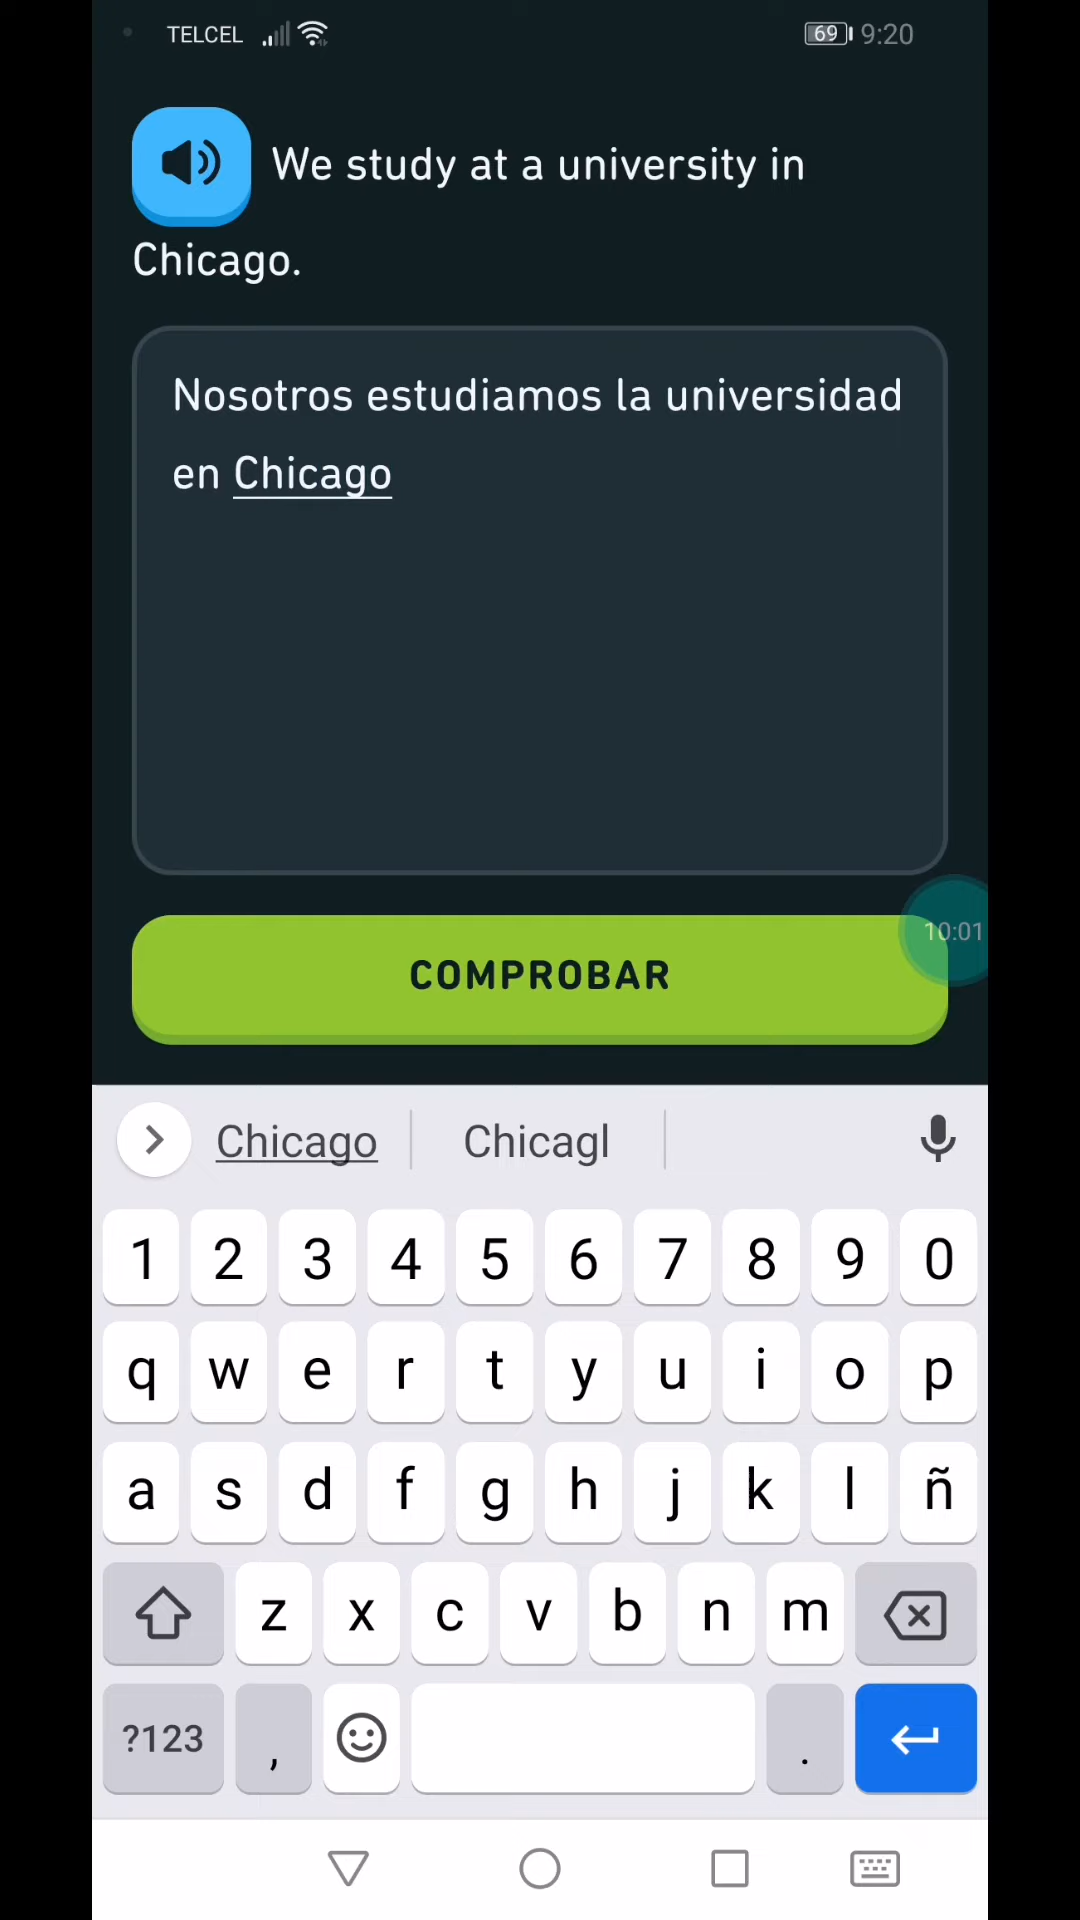 TELCEL 69 9:20
We study at a university in
Chicago.
Nosotros estudiamos la universidad
en Chicago
10:01
COMPROBAR
Chicago Chicagl
1 2 3 4 5 6 7 8 9 0
q w e r t y u i o p
a s d f g h j k l ñ
z x c v b n m
?123 , .